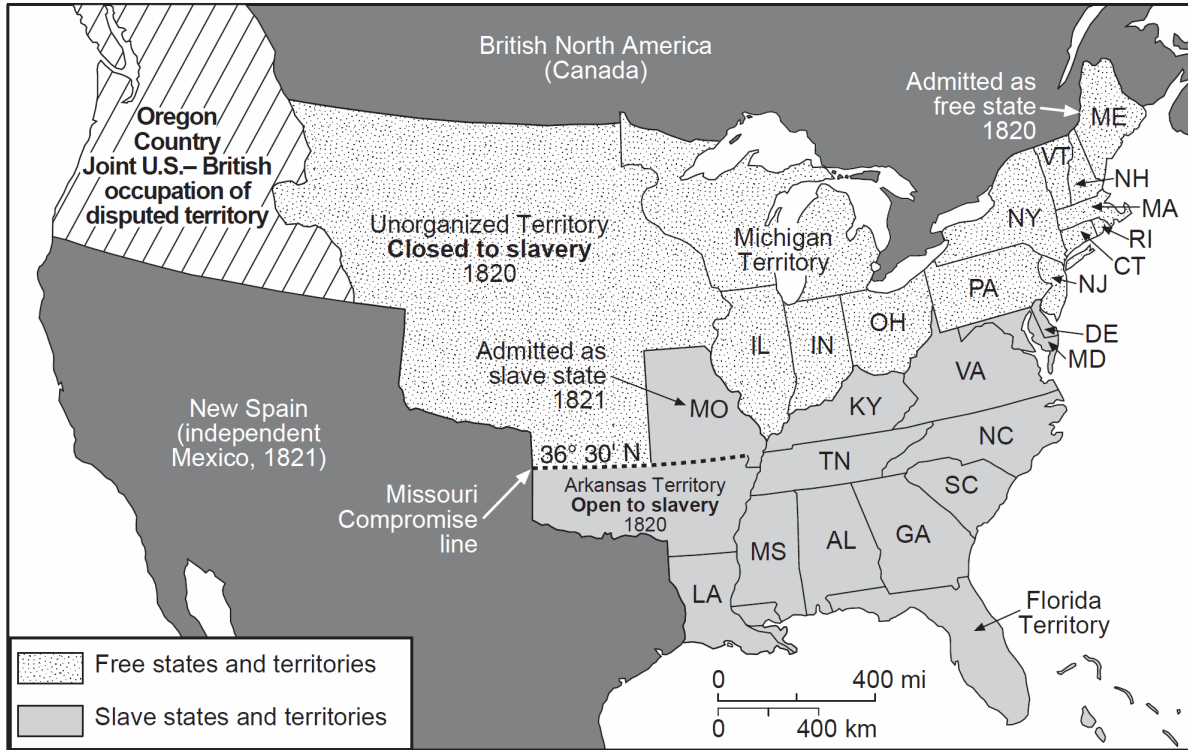 British North America
(Canada)
Admitted as
free state
1820
Oregon
Country
Joint U.S.– British
occupation of
disputed territory
ME
VT
NH
MA
NY
RI
CT
Unorganized Territory
Closed to slavery
1820
Michigan
Territory
NJ
PA
OH
DE
MD
IL
IN
Admitted as
slave state
1821
MO
VA
KY
New Spain
(independent
Mexico, 1821)
NC
36° 30' N
TN
Missouri
Compromise
line
Arkansas Territory
Open to slavery
1820
SC
MS
AL
GA
LA
Florida
Territory
Free states and territories
Slave states and territories
0 400 mi
0 400 km